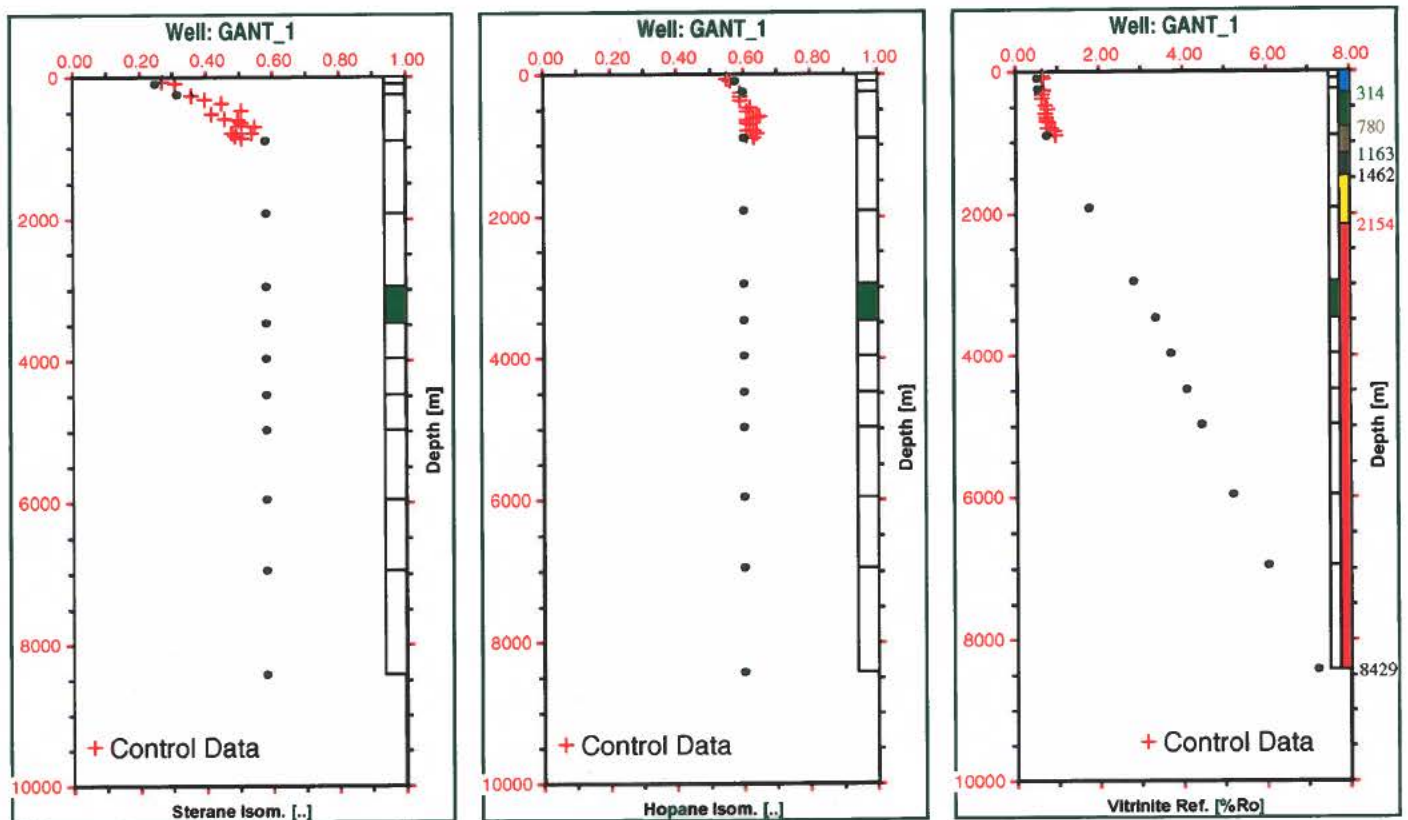 Well: GANT_1
0.00 0.20 0.40 0.60 0.80 1.00
0
2000
4000
6000
8000
10000
Depth [m]
+ Control Data
Sterane Isom. [..]
Well: GANT_1
0.00 0.20 0.40 0.60 0.80 1.00
0
2000
4000
6000
8000
10000
Depth [m]
+ Control Data
Hopane Isom. [..]
Well: GANT_1
0.00 2.00 4.00 6.00 8.00
0
2000
4000
6000
8000
10000
314
780
1163
1462
2154
8429
Depth [m]
+ Control Data
Vitrinite Ref. [%Ro]